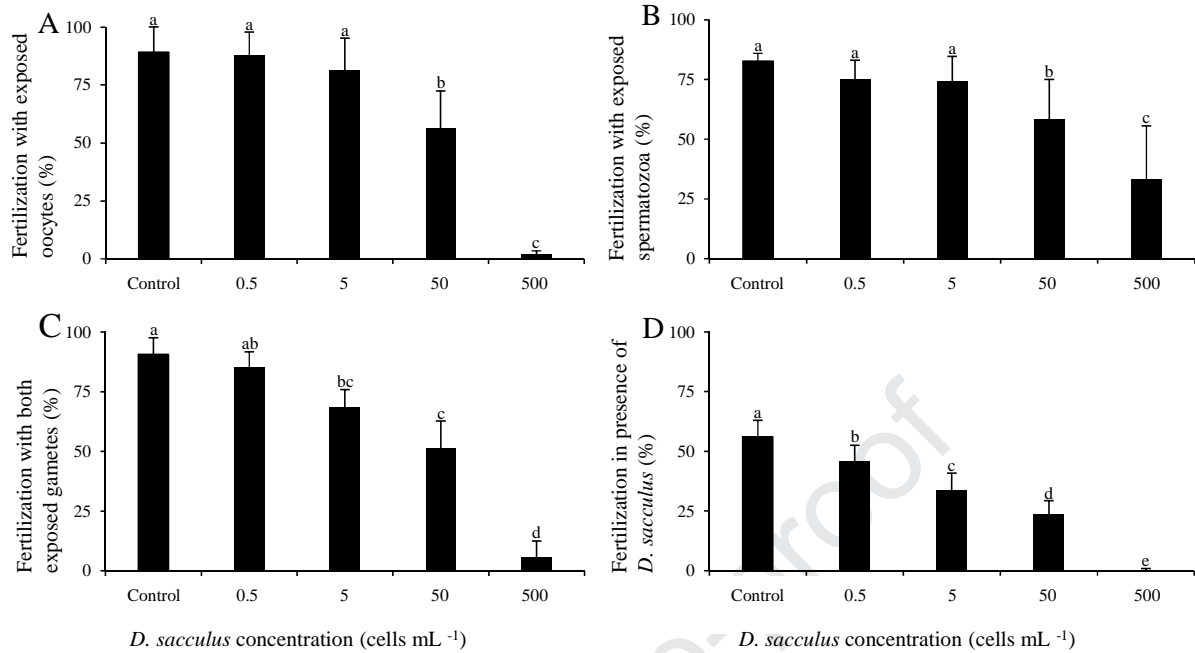 A
Fertilization with exposed
oocytes (%)
100
75
50
25
0
a
a
a
b
c
Control
0.5
5
50
500
B
Fertilization with exposed
spermatozoa (%)
100
75
50
25
0
a
a
a
b
c
Control
0.5
5
50
500
C
Fertilization with both
exposed gametes (%)
100
75
50
25
0
a
ab
bc
c
d
Control
0.5
5
50
500
D. sacculus concentration (cells mL -1)
D
Fertilization in presence of
D. sacculus (%)
100
75
50
25
0
a
b
c
d
e
Control
0.5
5
50
500
D. sacculus concentration (cells mL -1)